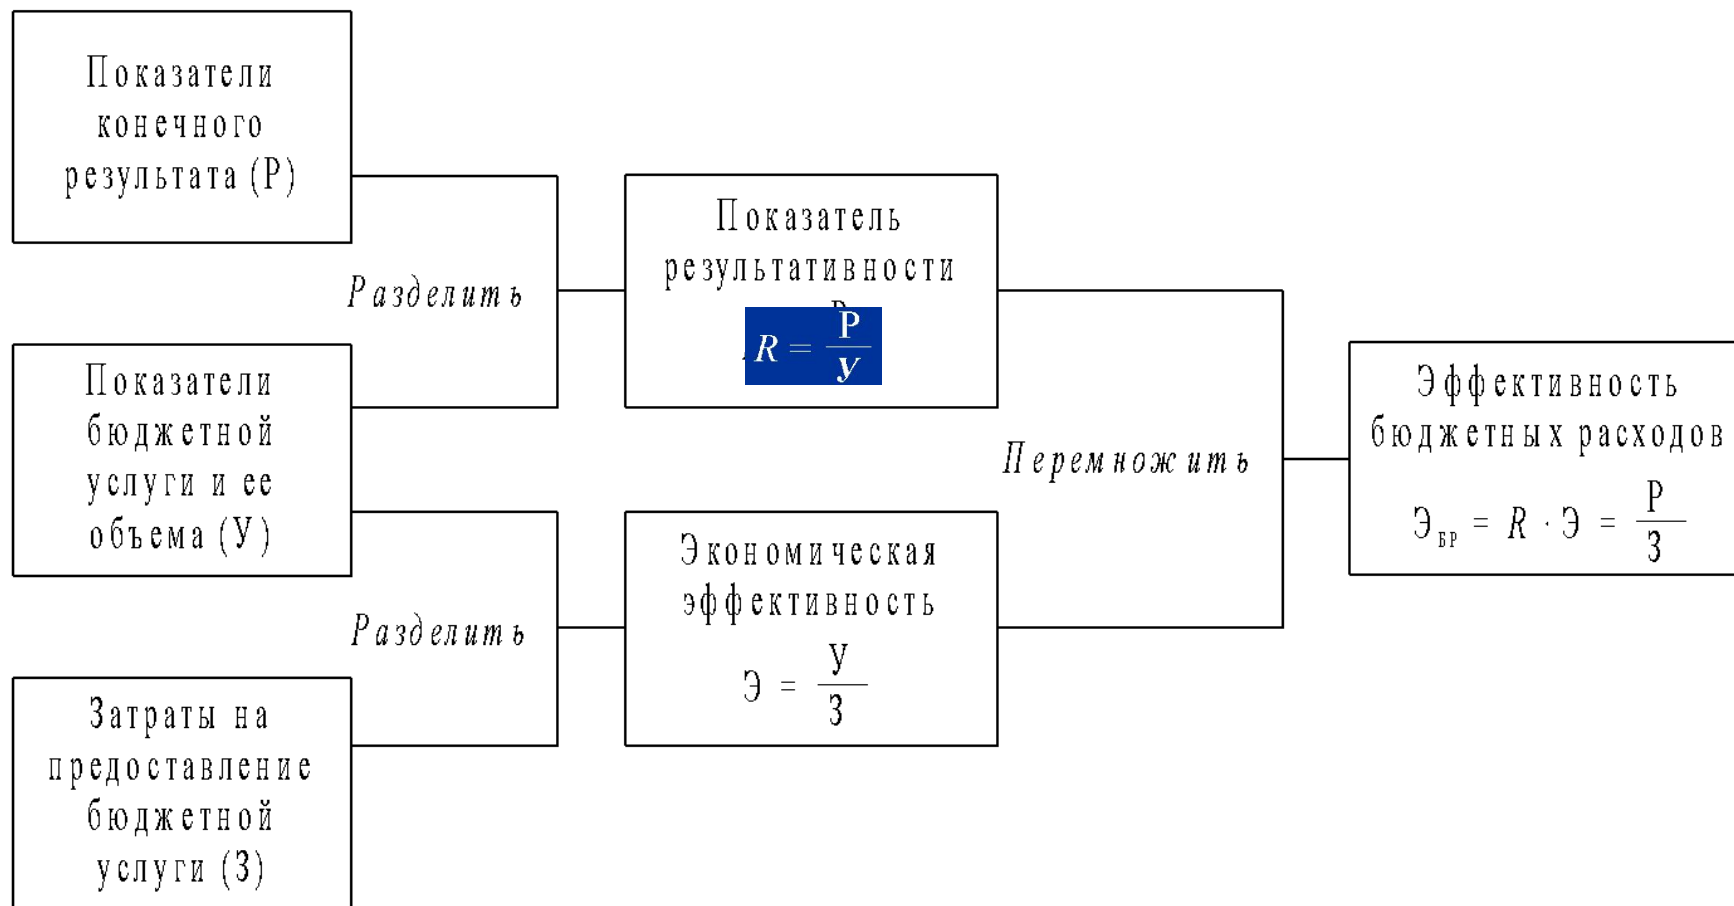 Показатели
конечного
результата (Р)
Разделить
Показатели
бюджетной
услуги и ее
объема (У)
Разделить
Затраты на
предоставление
бюджетной
услуги (З)
Показатель
результативности
R = Р / У
Экономическая
эффективность
Э = У / З
Перемножить
Эффективность
бюджетных расходов
Э_БР = R · Э = Р / З